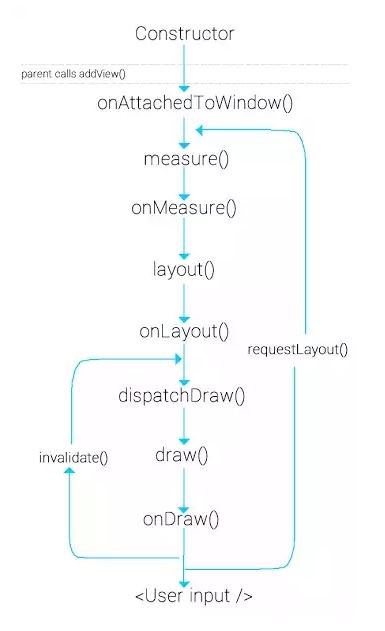 Constructor
parent calls addView()
onAttachedToWindow()
measure()
onMeasure()
layout()
onLayout()
requestLayout()
dispatchDraw()
invalidate()
draw()
onDraw()
<User input />